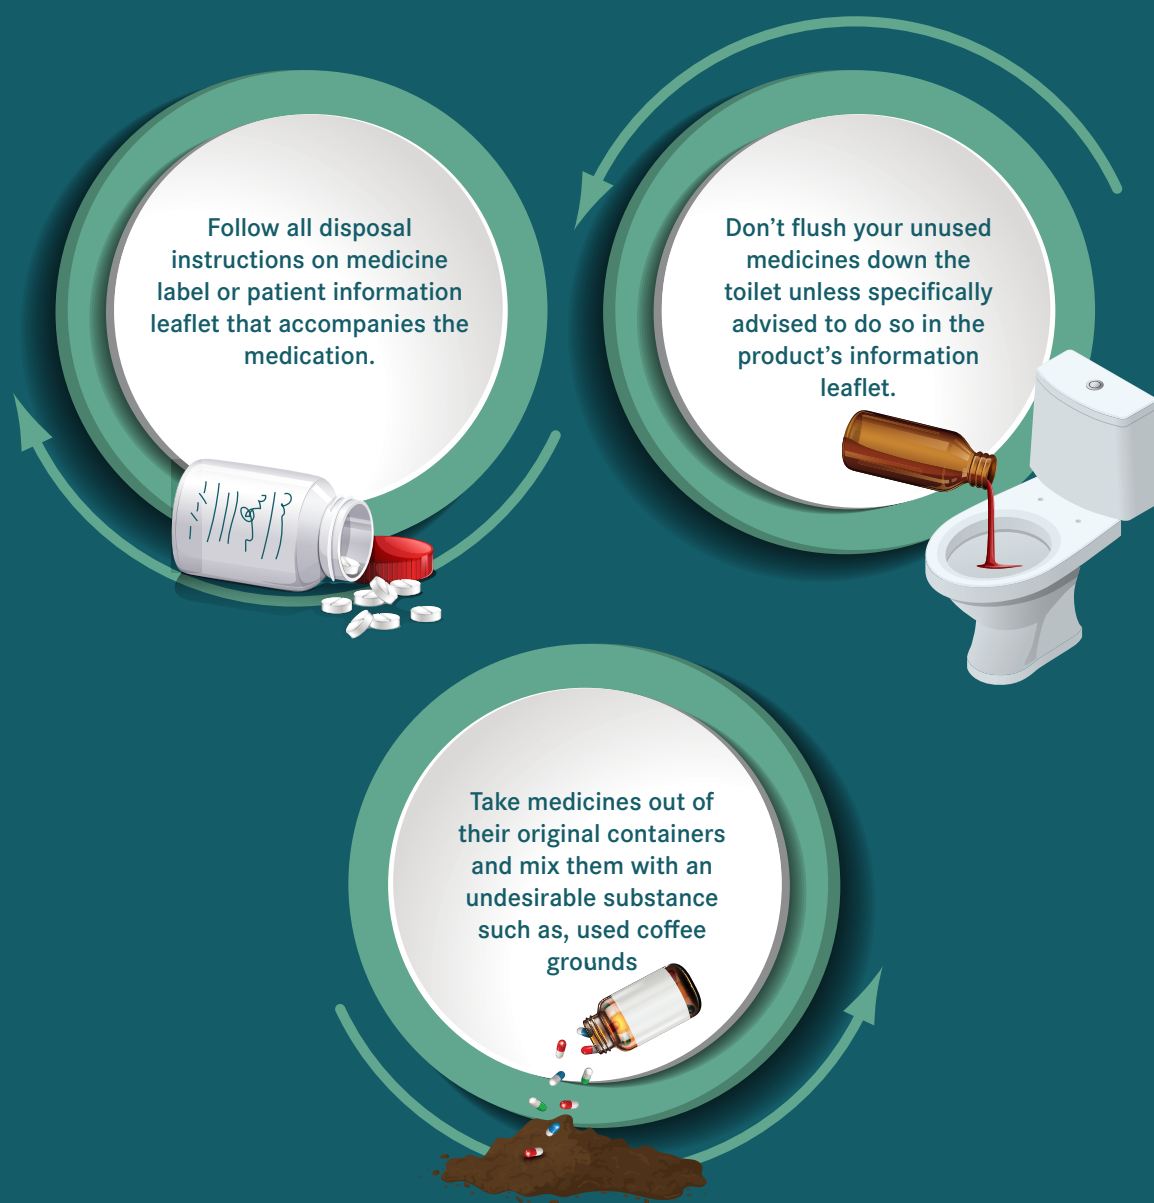 Follow all disposal
instructions on medicine
label or patient information
leaflet that accompanies the
medication.
Don’t flush your unused
medicines down the
toilet unless specifically
advised to do so in the
product’s information
leaflet.
Take medicines out of
their original containers
and mix them with an
undesirable substance
such as, used coffee
grounds